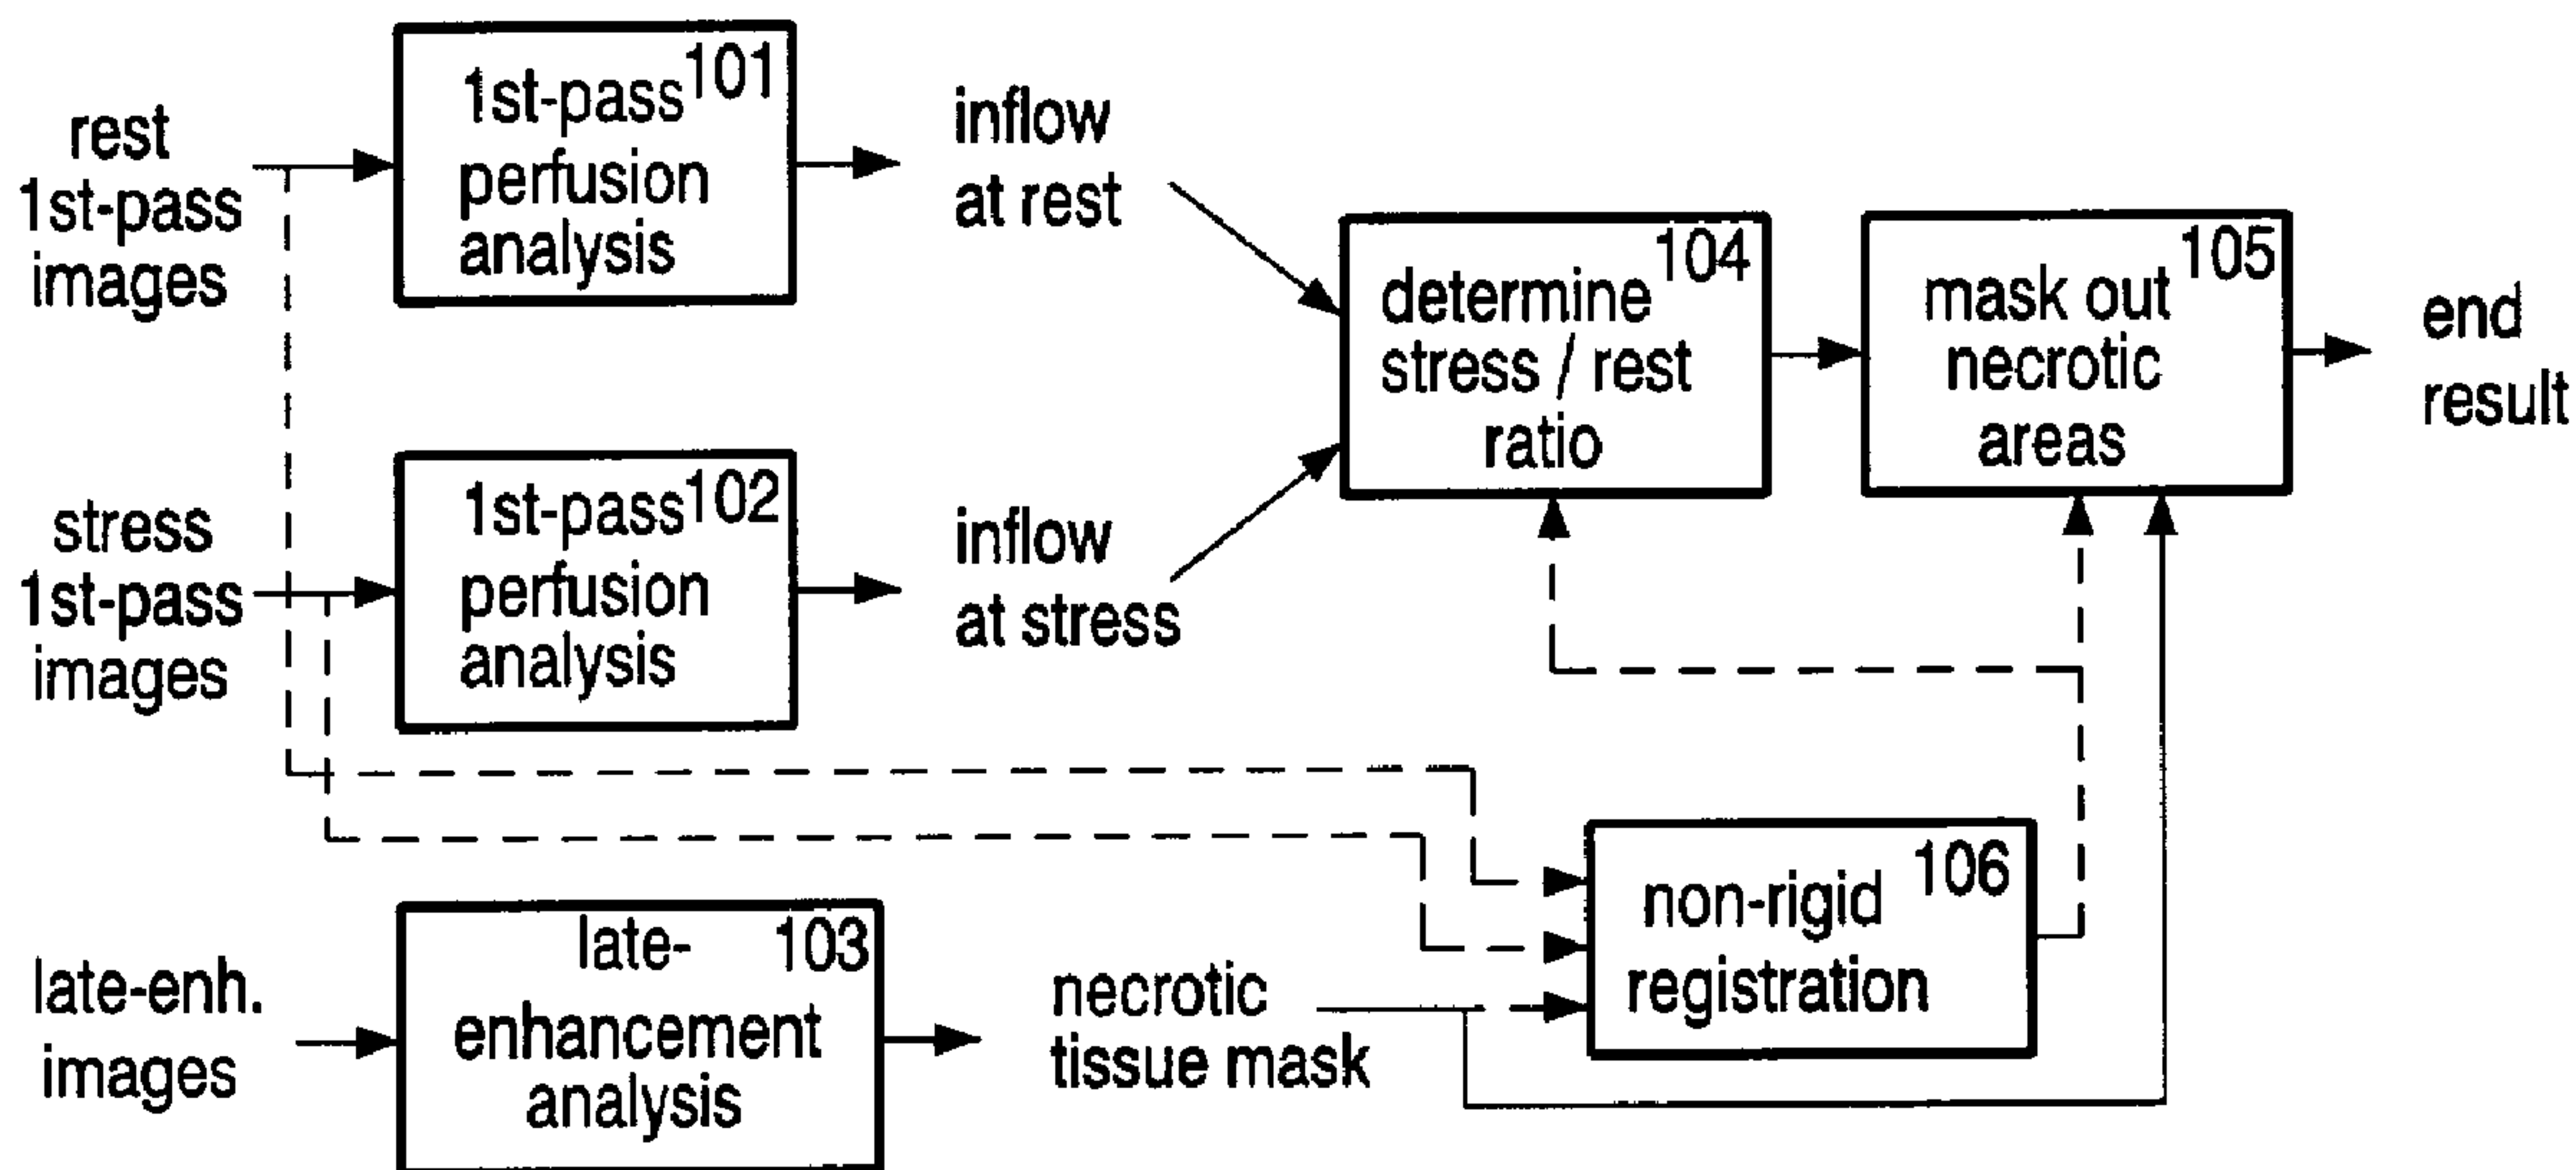 rest
1st-pass
images
101
1st-pass
perfusion
analysis
inflow
at rest
stress
1st-pass
images
102
1st-pass
perfusion
analysis
inflow
at stress
104
determine
stress / rest
ratio
105
mask out
necrotic
areas
end
result
late-enh.
images
late- 103
enhancement
analysis
necrotic
tissue mask
106
non-rigid
registration